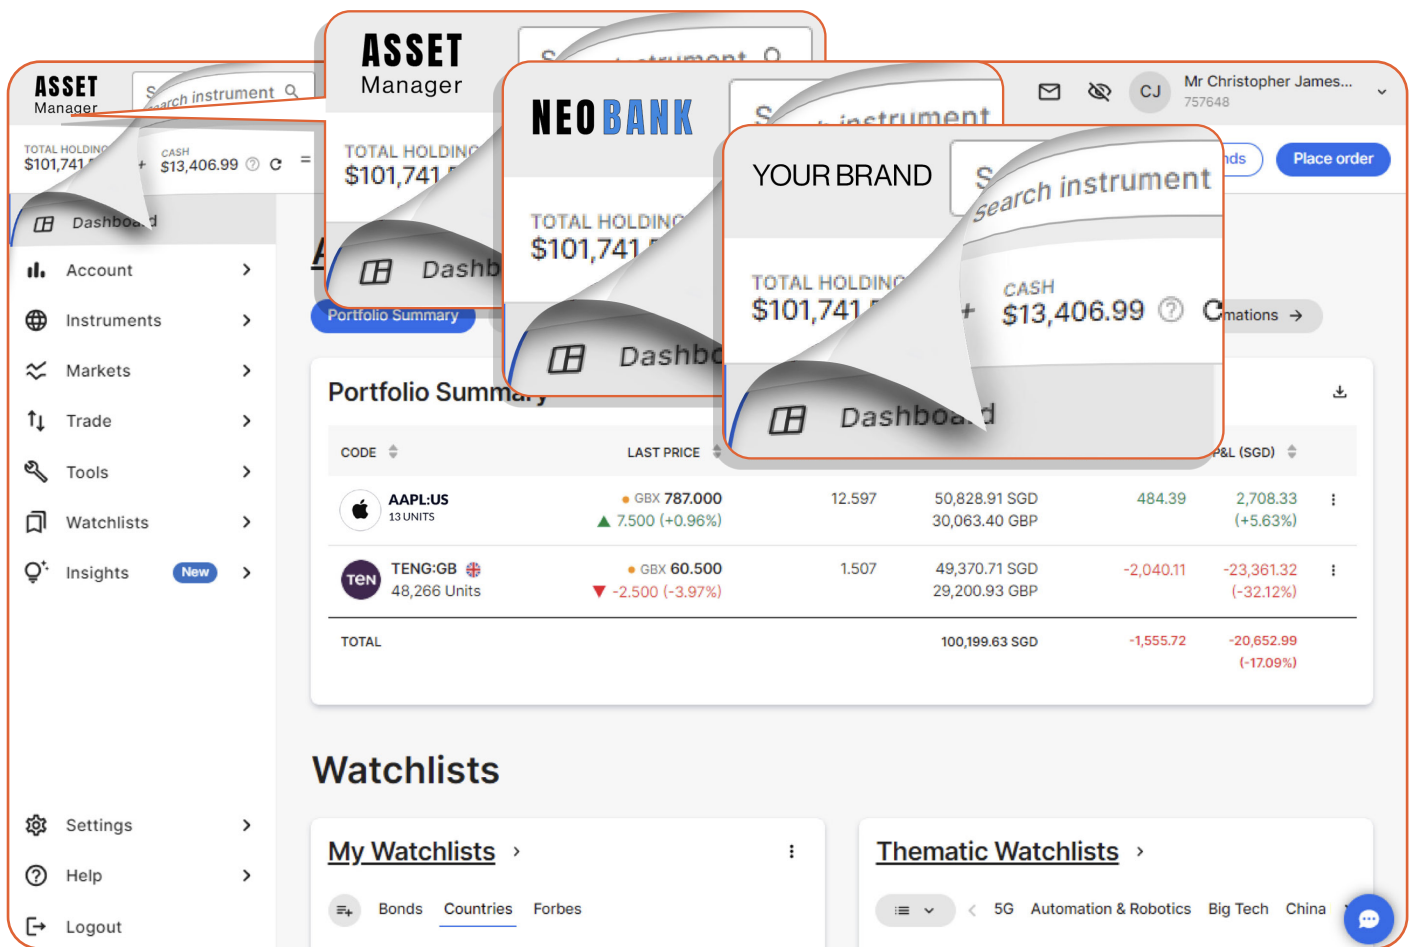 ASSET
Manager
Search instrument
TOTAL HOLDING
$101,741
+
CASH
$13,406.99
=
Dashboard
Account
Instruments
Markets
Trade
Tools
Watchlists
Insights New
Settings
Help
Logout
ASSET
Manager
TOTAL HOLDING
$101,741
Dashb
NEOBANK
instrument
TOTAL HOLDING
$101,741
Dashbo
YOUR BRAND
Search instrument
TOTAL HOLDING
$101,741
+
CASH
$13,406.99
Dashboard
CJ
Mr Christopher James...
757648
nds
Place order
Portfolio Summary
mations →
Portfolio Summary
CODE LAST PRICE P&L (SGD)
AAPL:US GBX 787.000 12.597 50,828.91 SGD 484.39 2,708.33
13 UNITS 7.500 (+0.96%) 30,063.40 GBP (+5.63%)
TEN TENG:GB GBX 60.500 1.507 49,370.71 SGD -2,040.11 -23,361.32
48,266 Units -2.500 (-3.97%) 29,200.93 GBP (-32.12%)
TOTAL 100,199.63 SGD -1,555.72 -20,652.99
(-17.09%)
Watchlists
My Watchlists
Bonds Countries Forbes
Thematic Watchlists
5G Automation & Robotics Big Tech China